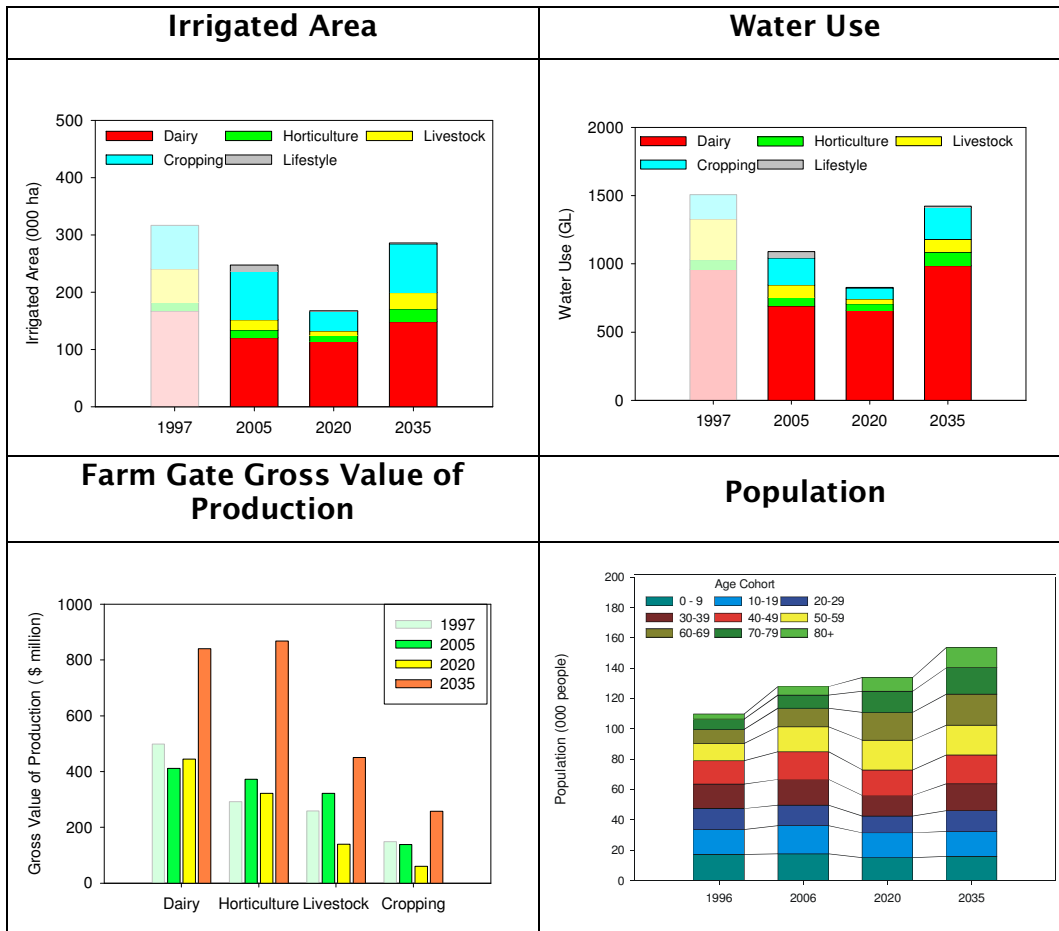 Irrigated Area
Irrigated Area (000 ha)
500
400
300
200
100
0
Dairy Horticulture Livestock
Cropping Lifestyle
1997 2005 2020 2035
Water Use
Water Use (GL)
2000
1500
1000
500
0
Dairy Horticulture Livestock
Cropping Lifestyle
1997 2005 2020 2035
Farm Gate Gross Value of
Production
Gross Value of Production ( $ million)
1000
800
600
400
200
0
1997
2005
2020
2035
Dairy Horticulture Livestock Cropping
Population
Population (000 people)
200
180
160
140
120
100
80
60
40
20
0
Age Cohort
0 - 9 10-19 20-29
30-39 40-49 50-59
60-69 70-79 80+
1996 2006 2020 2035